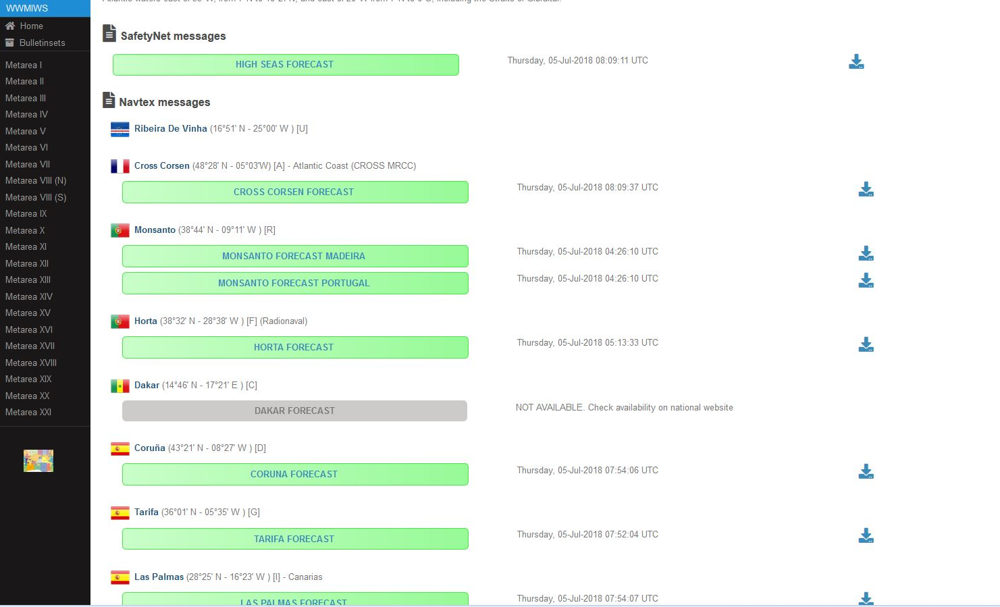 WWMIWS
Home
Bulletinsets
Metarea I
Metarea II
Metarea III
Metarea IV
Metarea V
Metarea VI
Metarea VII
Metarea VIII (N)
Metarea VIII (S)
Metarea IX
Metarea X
Metarea XI
Metarea XII
Metarea XIII
Metarea XIV
Metarea XV
Metarea XVI
Metarea XVII
Metarea XVIII
Metarea XIX
Metarea XX
Metarea XXI
SafetyNet messages
HIGH SEAS FORECAST Thursday, 05-Jul-2018 08:09:11 UTC
Navtex messages
Ribeira De Vinha (16°51' N - 25°00' W ) [U]
Cross Corsen (48°28' N - 05°03'W) [A] - Atlantic Coast (CROSS MRCC)
CROSS CORSEN FORECAST Thursday, 05-Jul-2018 08:09:37 UTC
Monsanto (38°44' N - 09°11' W ) [R]
MONSANTO FORECAST MADEIRA Thursday, 05-Jul-2018 04:26:10 UTC
MONSANTO FORECAST PORTUGAL Thursday, 05-Jul-2018 04:26:10 UTC
Horta (38°32' N - 28°38' W ) [F] (Radionaval)
HORTA FORECAST Thursday, 05-Jul-2018 05:13:33 UTC
Dakar (14°46' N - 17°21' E ) [C]
DAKAR FORECAST NOT AVAILABLE. Check availability on national website
Coruña (43°21' N - 08°27' W ) [D]
CORUNA FORECAST Thursday, 05-Jul-2018 07:54:06 UTC
Tarifa (36°01' N - 05°35' W ) [G]
TARIFA FORECAST Thursday, 05-Jul-2018 07:52:04 UTC
Las Palmas (28°25' N - 16°23' W ) [I] - Canarias
LAS PALMAS FORECAST Thursday, 05-Jul-2018 07:54:07 UTC